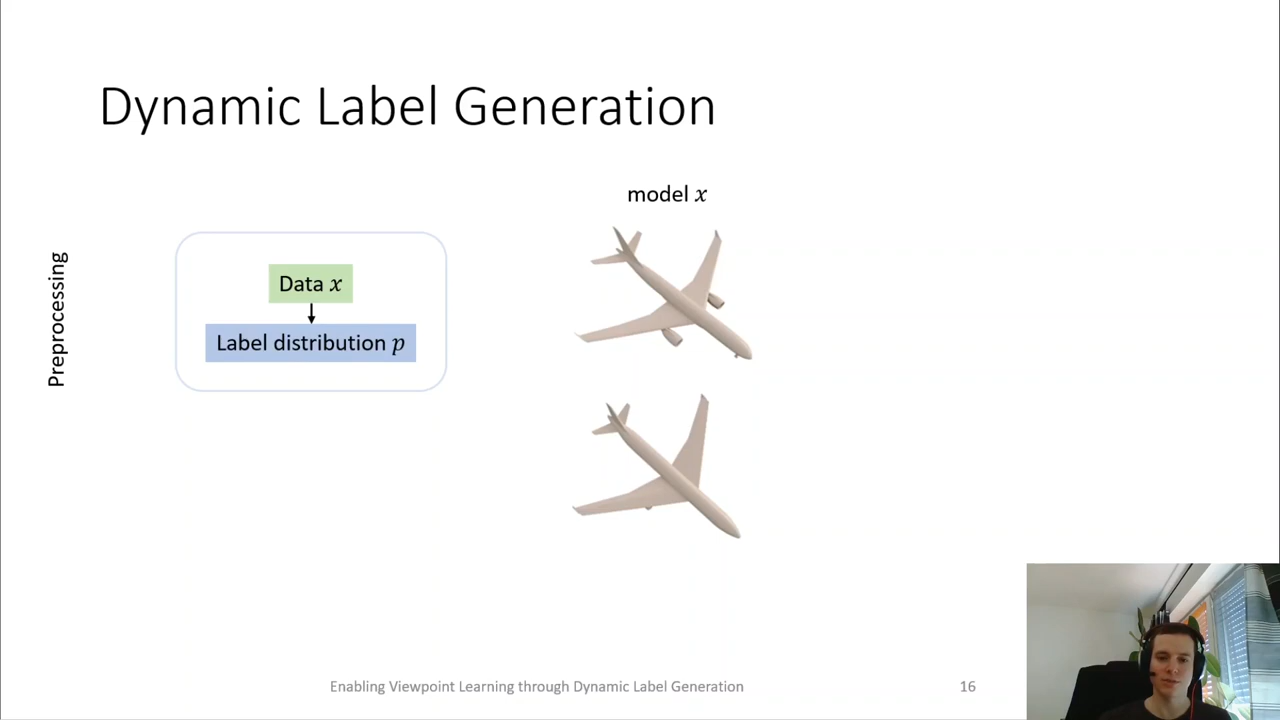 Dynamic Label Generation
model x
Preprocessing
Data x
Label distribution p
Enabling Viewpoint Learning through Dynamic Label Generation
16